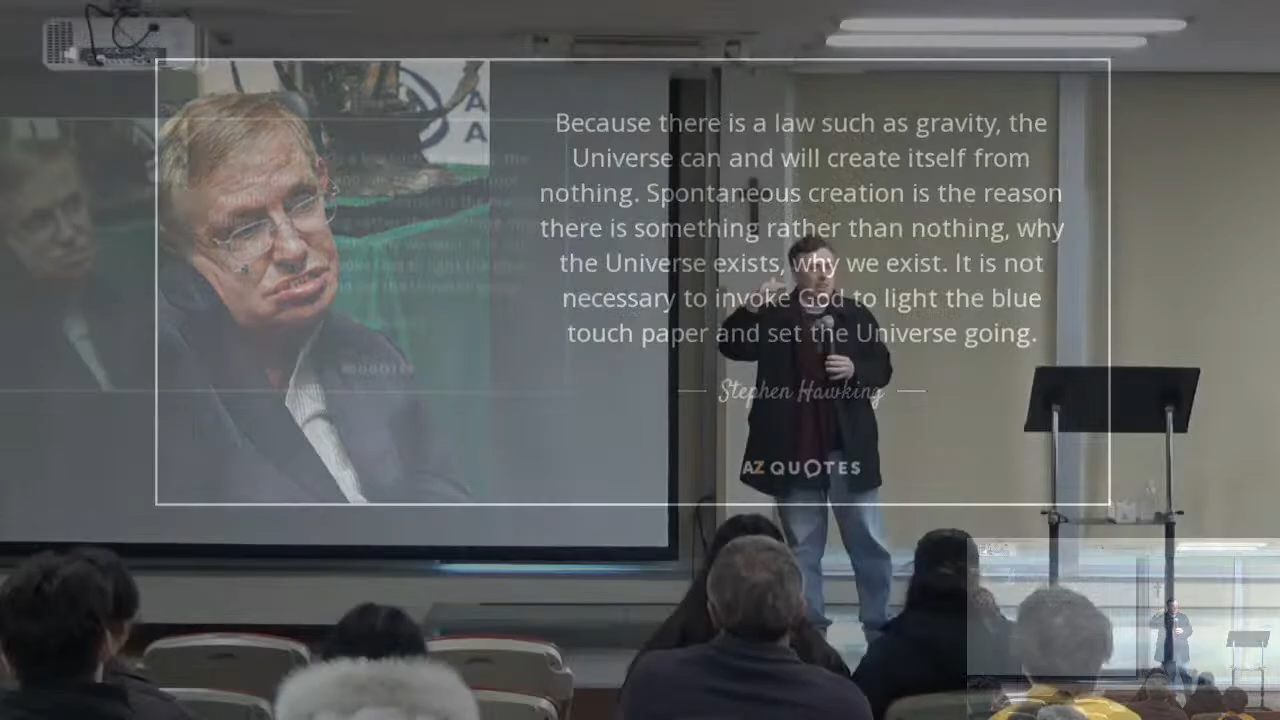 Because there is a law such as gravity, the
Universe can and will create itself from
nothing. Spontaneous creation is the reason
there is something rather than nothing, why
the Universe exists, why we exist. It is not
necessary to invoke God to light the blue
touch paper and set the Universe going.
Stephen Hawking
AZ QUOTES
A
A